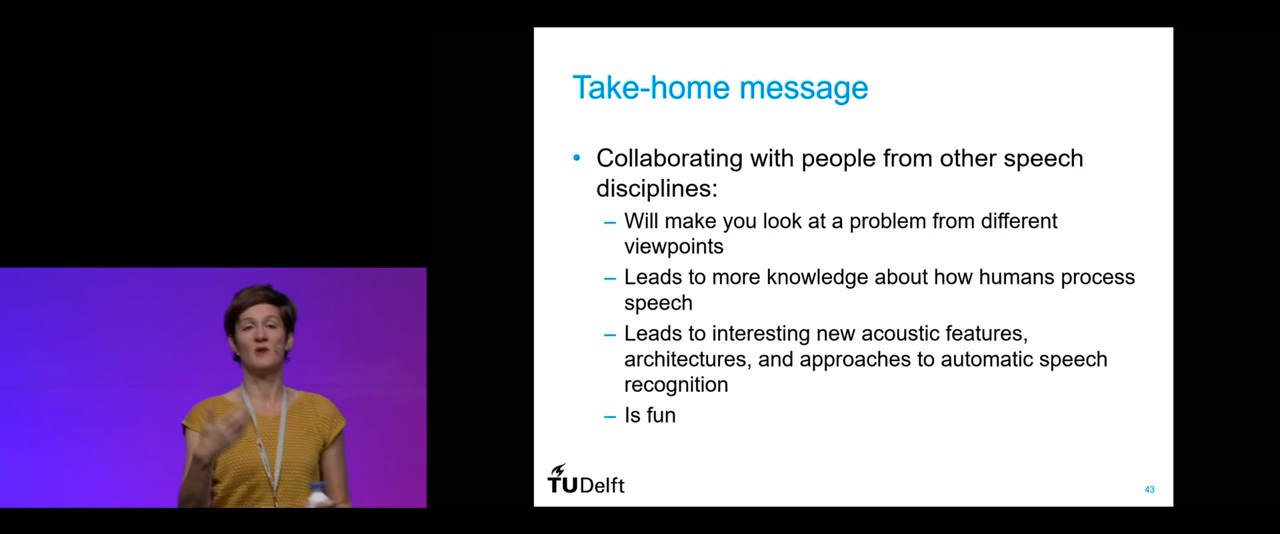 Take-home message
• Collaborating with people from other speech
disciplines:
– Will make you look at a problem from different
viewpoints
– Leads to more knowledge about how humans process
speech
– Leads to interesting new acoustic features,
architectures, and approaches to automatic speech
recognition
– Is fun
TUDelft
43